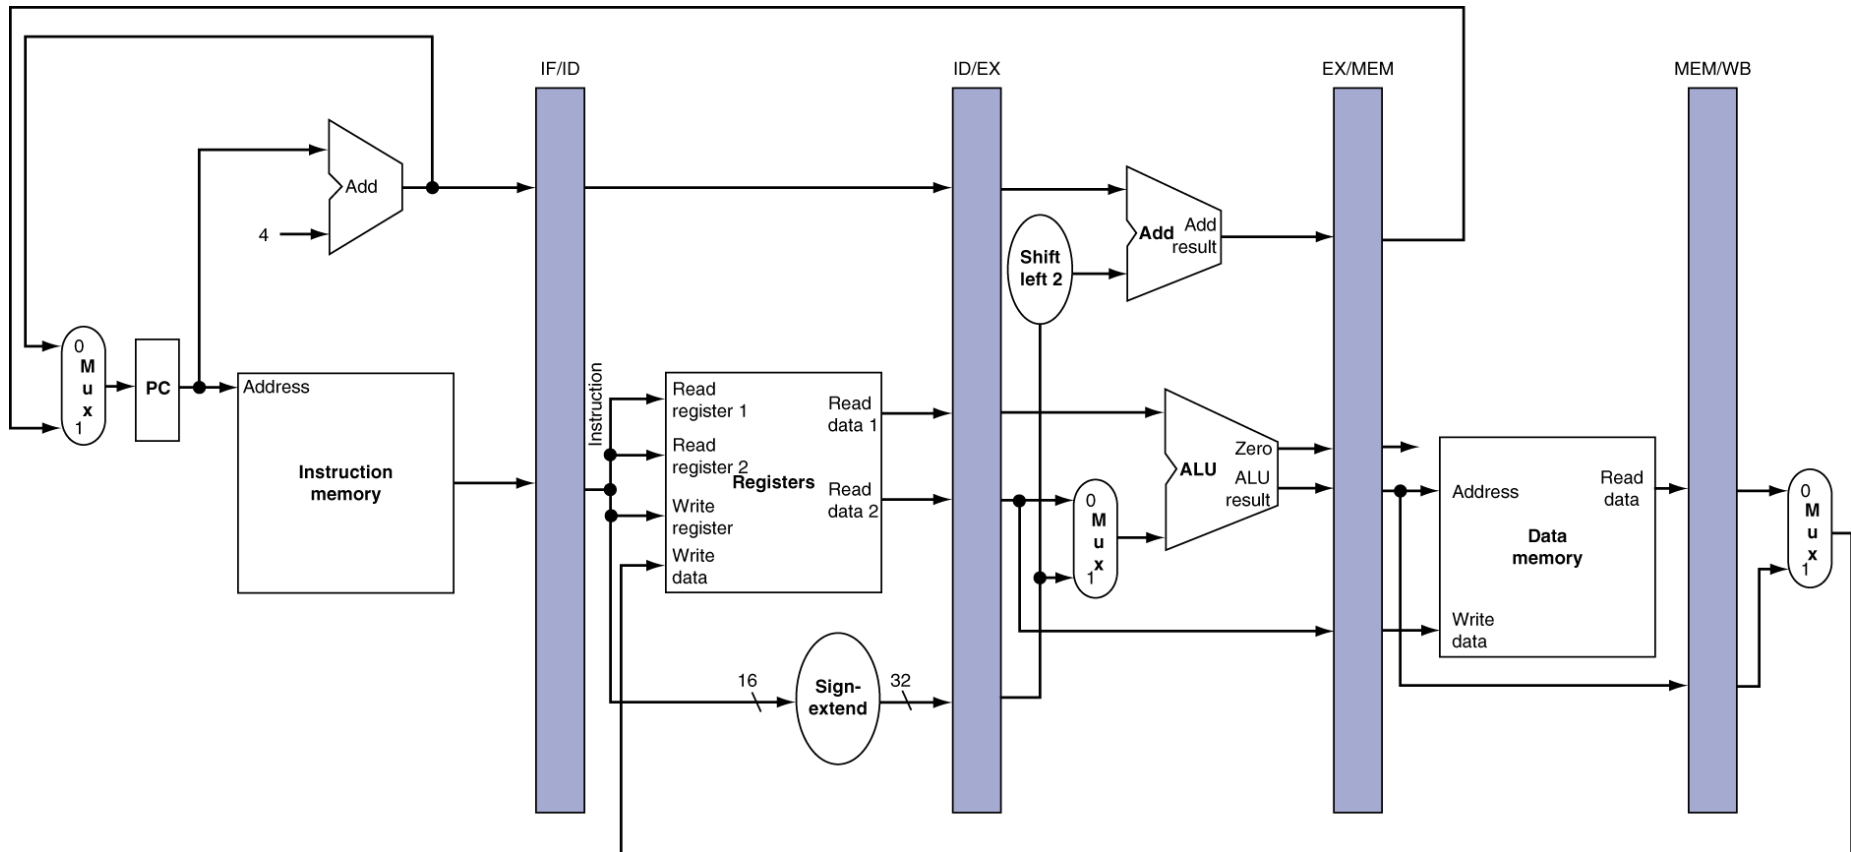 IF/ID
ID/EX
EX/MEM
MEM/WB
Add
4
Add
Add
result
Shift
left 2
0
M
u
x
1
PC
Address
Instruction
memory
Instruction
Read
register 1
Read
register 2
Write
register
Write
data
Registers
Read
data 1
Read
data 2
16
Sign-
extend
32
0
M
u
x
1
ALU
Zero
ALU
result
Address
Read
data
Data
memory
Write
data
0
M
u
x
1